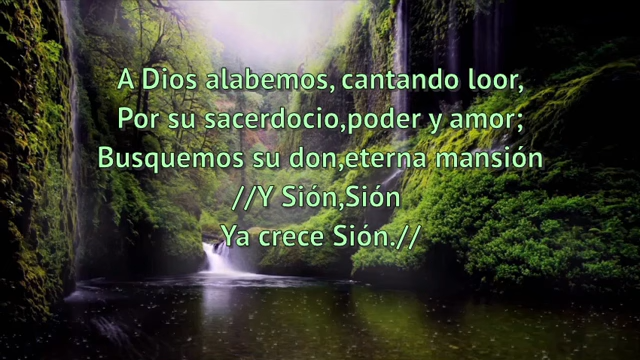 A Dios alabemos, cantando loor,
Por su sacerdocio,poder y amor;
Busquemos su don,eterna mansión
//Y Sión,Sión
Ya crece Sión.//